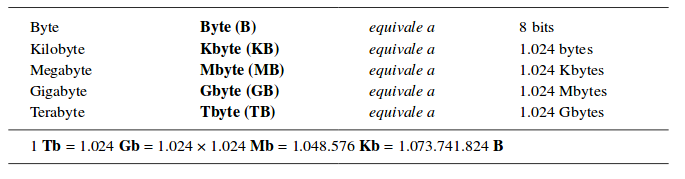 Byte Byte (B) equivale a 8 bits
Kilobyte Kbyte (KB) equivale a 1.024 bytes
Megabyte Mbyte (MB) equivale a 1.024 Kbytes
Gigabyte Gbyte (GB) equivale a 1.024 Mbytes
Terabyte Tbyte (TB) equivale a 1.024 Gbytes
1 Tb = 1.024 Gb = 1.024 × 1.024 Mb = 1.048.576 Kb = 1.073.741.824 B